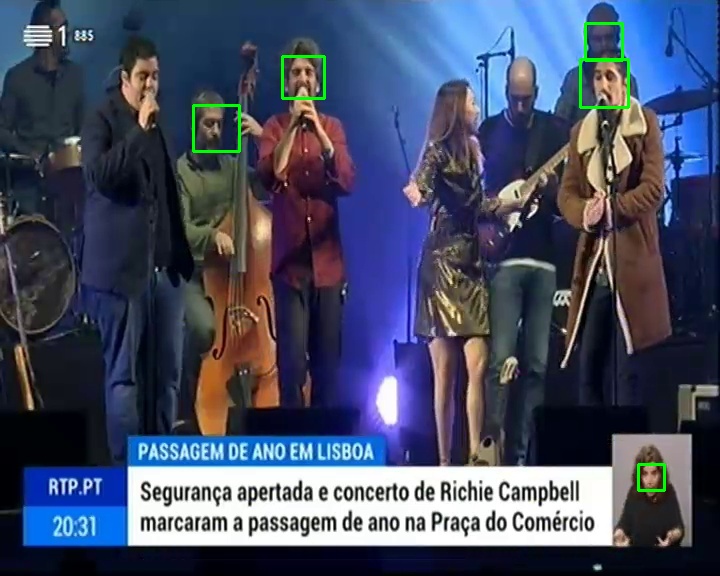 1 885
PASSAGEM DE ANO EM LISBOA
RTP.PT
Segurança apertada e concerto de Richie Campbell
20:31
marcaram a passagem de ano na Praça do Comércio